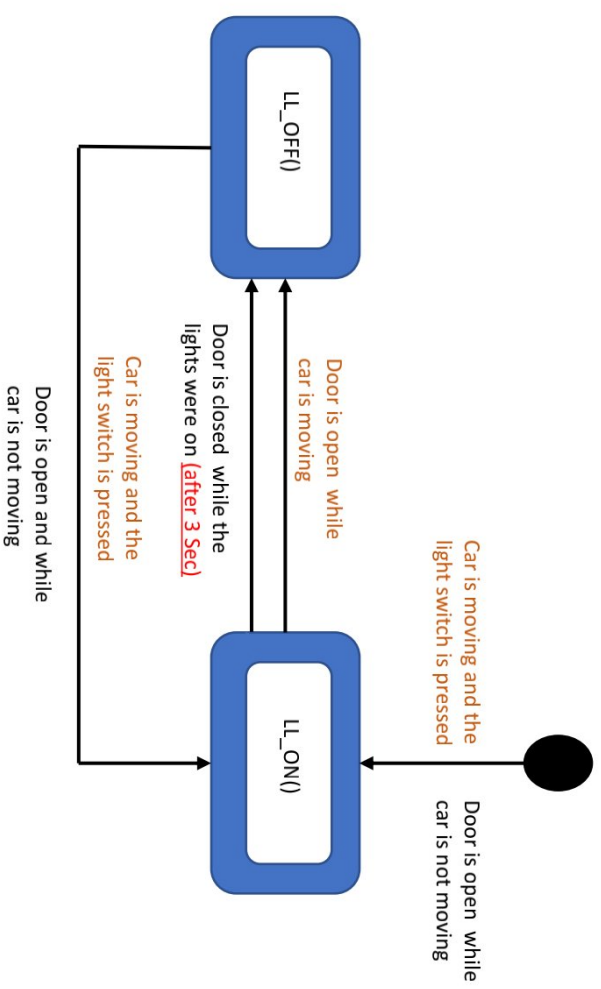 Car is moving and the
light switch is pressed
Door is open while
car is not moving
LL_OFF()
LL_ON()
Door is open while
car is moving
Door is closed while the
lights were on (after 3 Sec)
Car is moving and the
light switch is pressed
Door is open and while
car is not moving